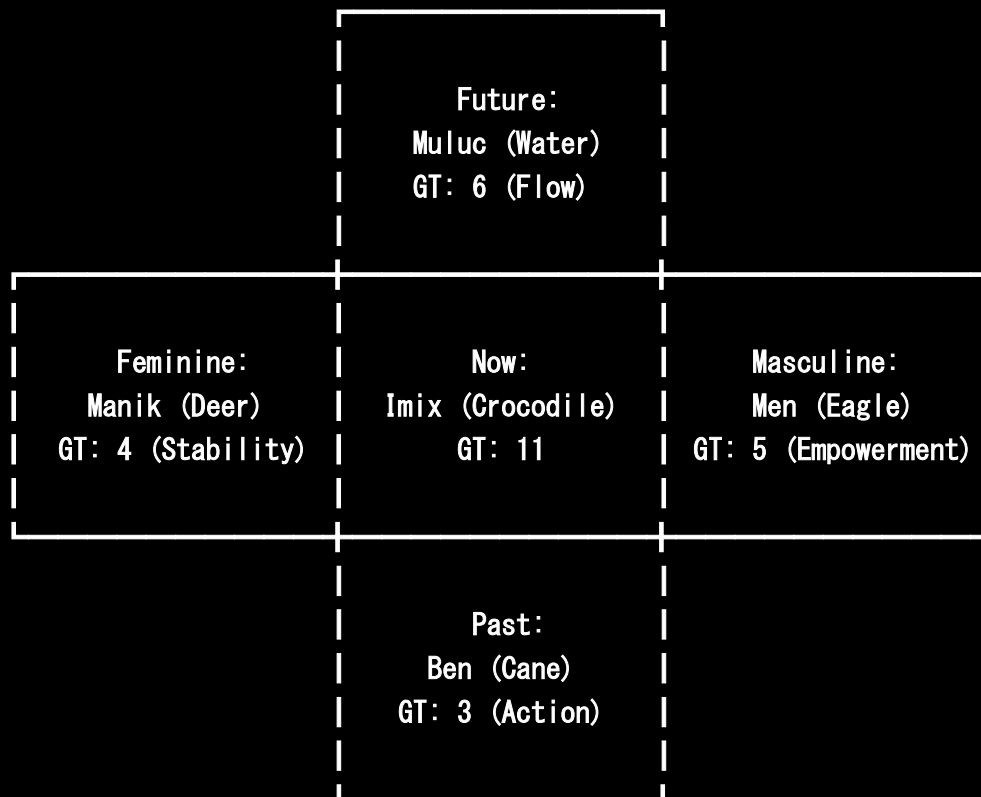 Future:
Muluc (Water)
GT: 6 (Flow)
Feminine:
Manik (Deer)
GT: 4 (Stability)
Now:
Imix (Crocodile)
GT: 11
Masculine:
Men (Eagle)
GT: 5 (Empowerment)
Past:
Ben (Cane)
GT: 3 (Action)